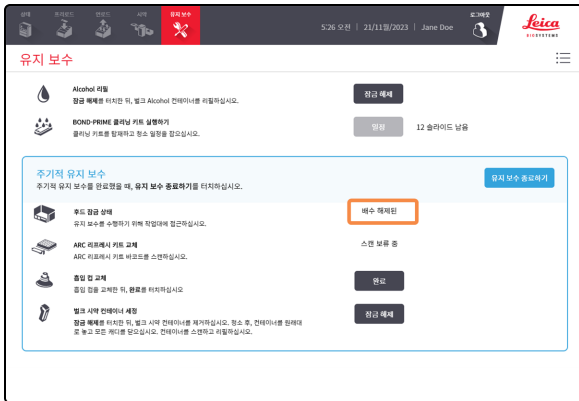 상태 프리로드 언로드 시약 유지 보수
5:26 오전 | 21/11월/2023 | Jane Doe
로그아웃
Leica
BIOSYSTEMS
유지 보수
Alcohol 리필
잠금 해제를 터치한 뒤, 벌크 Alcohol 컨테이너를 리필하십시오.
잠금 해제
BOND-PRIME 클리닝 키트 실행하기
클리닝 키트를 탑재하고 청소 일정을 잡으십시오.
일정
12 슬라이드 남음
주기적 유지 보수
주기적 유지 보수를 완료했을 때, 유지 보수 종료하기를 터치하십시오.
유지 보수 종료하기
후드 잠금 상태
유지 보수를 수행하기 위해 작업대에 접근하십시오.
배수 해제된
ARC 리프레시 키트 교체
ARC 리프레시 키트 바코드를 스캔하십시오.
스캔 보류 중
흡입 컵 교체
흡입 컵을 교체한 뒤, 완료를 터치하십시오
완료
벌크 시약 컨테이너 세정
잠금 해제를 터치한 뒤, 벌크 시약 컨테이너를 제거하십시오. 청소 후, 컨테이너를 원래대
로 놓고 모든 캐디를 닫으십시오. 컨테이너를 스캔하고 리필하십시오.
잠금 해제